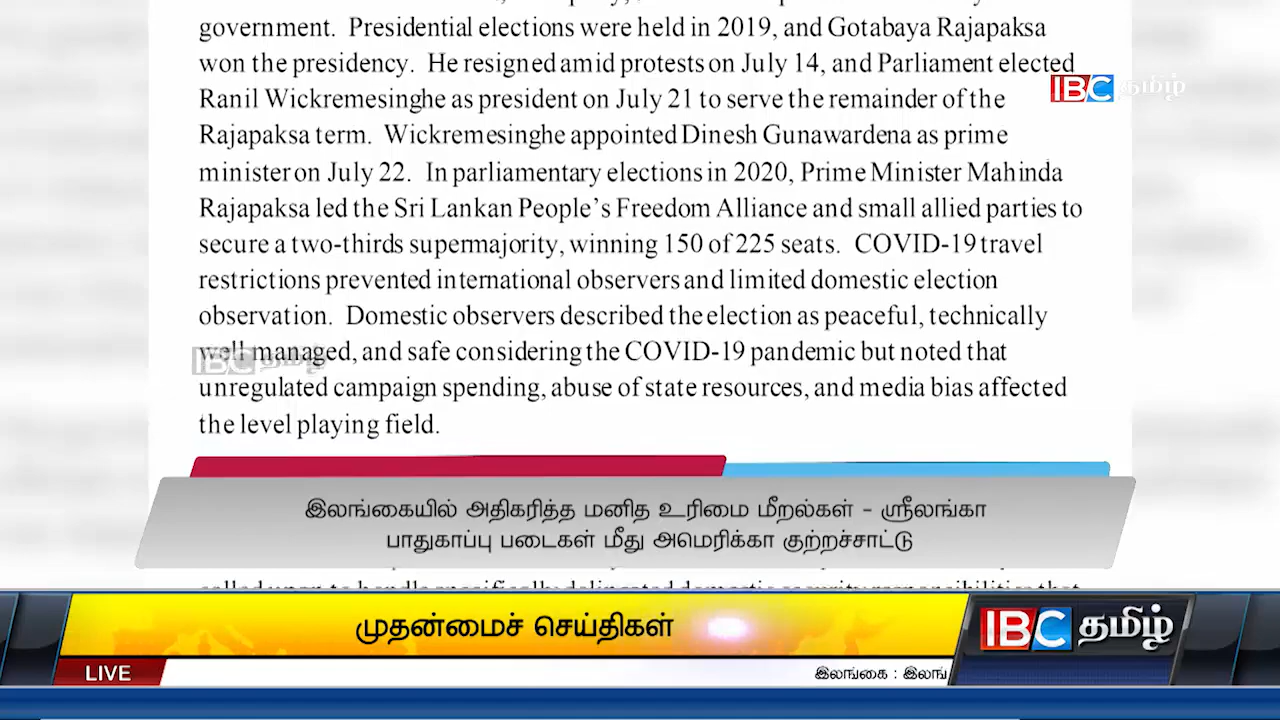 government. Presidential elections were held in 2019, and Gotabaya Rajapaksa
won the presidency. He resigned amid protests on July 14, and Parliament elected
IBC தமிழ்
Ranil Wickremesinghe as president on July 21 to serve the remainder of the
Rajapaksa term. Wickremesinghe appointed Dinesh Gunawardena as prime
minister on July 22. In parliamentary elections in 2020, Prime Minister Mahinda
Rajapaksa led the Sri Lankan People's Freedom Alliance and small allied parties to
secure a two-thirds supermajority, winning 150 of 225 seats. COVID-19 travel
restrictions prevented international observers and limited domestic election
observation. Domestic observers described the election as peaceful, technically
well managed, and safe considering the COVID-19 pandemic but noted that
IBC தமிழ்
unregulated campaign spending, abuse of state resources, and media bias affected
the level playing field.
இலங்கையில் அதிகரித்த மனித உரிமை மீறல்கள் - ஸ்ரீலங்கா
பாதுகாப்பு படைகள் மீது அமெரிக்கா குற்றச்சாட்டு
முதன்மைச் செய்திகள்
IBC தமிழ்
LIVE
இலங்கை : இலங்